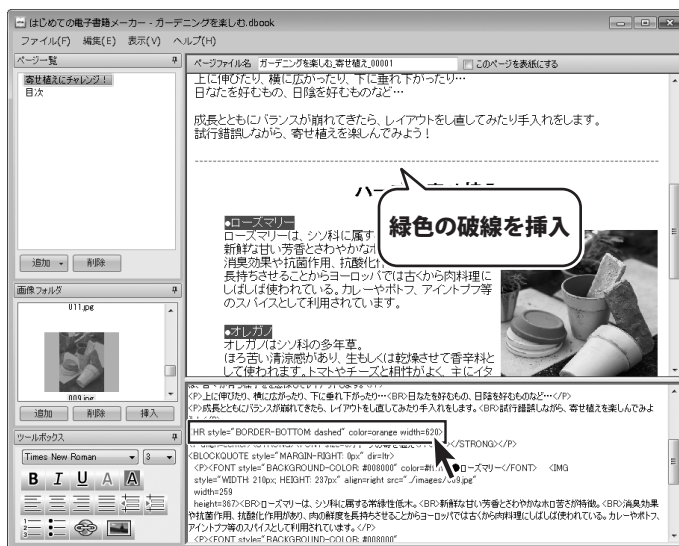 はじめての電子書籍メーカー - ガーデニングを楽しむ.dbook
ファイル(F) 編集(E) 表示(V) ヘルプ(H)
ページ一覧
ページファイル名 ガーデニングを楽しむ_寄せ植え_00001 このページを表紙にする
寄せ植えにチャレンジ！
目次
追加 削除
画像フォルダ
011.jpg
009.jpg
追加 削除 挿入
ツールボックス
Times New Roman 3
B I U A A
上に伸びたり、横に広がったり、下に垂れ下がったり…
日なたを好むもの、日陰を好むものなど…
成長とともにバランスが崩れてきたら、レイアウトをし直してみたり手入れをします。
試行錯誤しながら、寄せ植えを楽しんでみよう！
緑色の破線を挿入
●ローズマリー
ローズマリーは、シソ科に属す
新鮮な甘い芳香とさわやかな
消臭効果や抗菌作用、抗酸化
長持ちさせることからヨーロッパでは古くから肉料理に
しばしば使われている。カレーやポトフ、アイントプフ等
のスパイスとして利用されています。
●オレガノ
オレガノはシソ科の多年草。
ほろ苦い清涼感があり、生もしくは乾燥させて香辛料と
して使われます。トマトやチーズと相性がよく、主にイタ
<P>上に伸びたり、横に広がったり、下に垂れ下がったり…<BR>日なたを好むもの、日陰を好むものなど…</P>
<P>成長とともにバランスが崩れてきたら、レイアウトをし直してみたり手入れをします。<BR>試行錯誤しながら、寄せ植えを楽しんでみよ
HR style="BORDER-BOTTOM: dashed" color=orange width=620>
</STRONG></P>
<BLOCKQUOTE style="MARGIN-RIGHT: 0px" dir=ltr>
<P><FONT style="BACKGROUND-COLOR: #008000" ●ローズマリー</FONT> <IMG
style="WIDTH: 210px; HEIGHT: 237px" align=right src="./images/009.jpg"
width=259
height=367><BR>ローズマリーは、シソ科に属する常緑性低木。<BR>新鮮な甘い芳香とさわやかなホロ苦さが特徴。<BR>消臭効果
や抗菌作用、抗酸化作用があり、肉の鮮度を長持ちさせることからヨーロッパでは古くから肉料理にしばしば使われている。カレーやポトフ、
アイントプフ等のスパイスとして利用されています。</P>
<P><FONT style="BACKGROUND-COLOR: #008000"